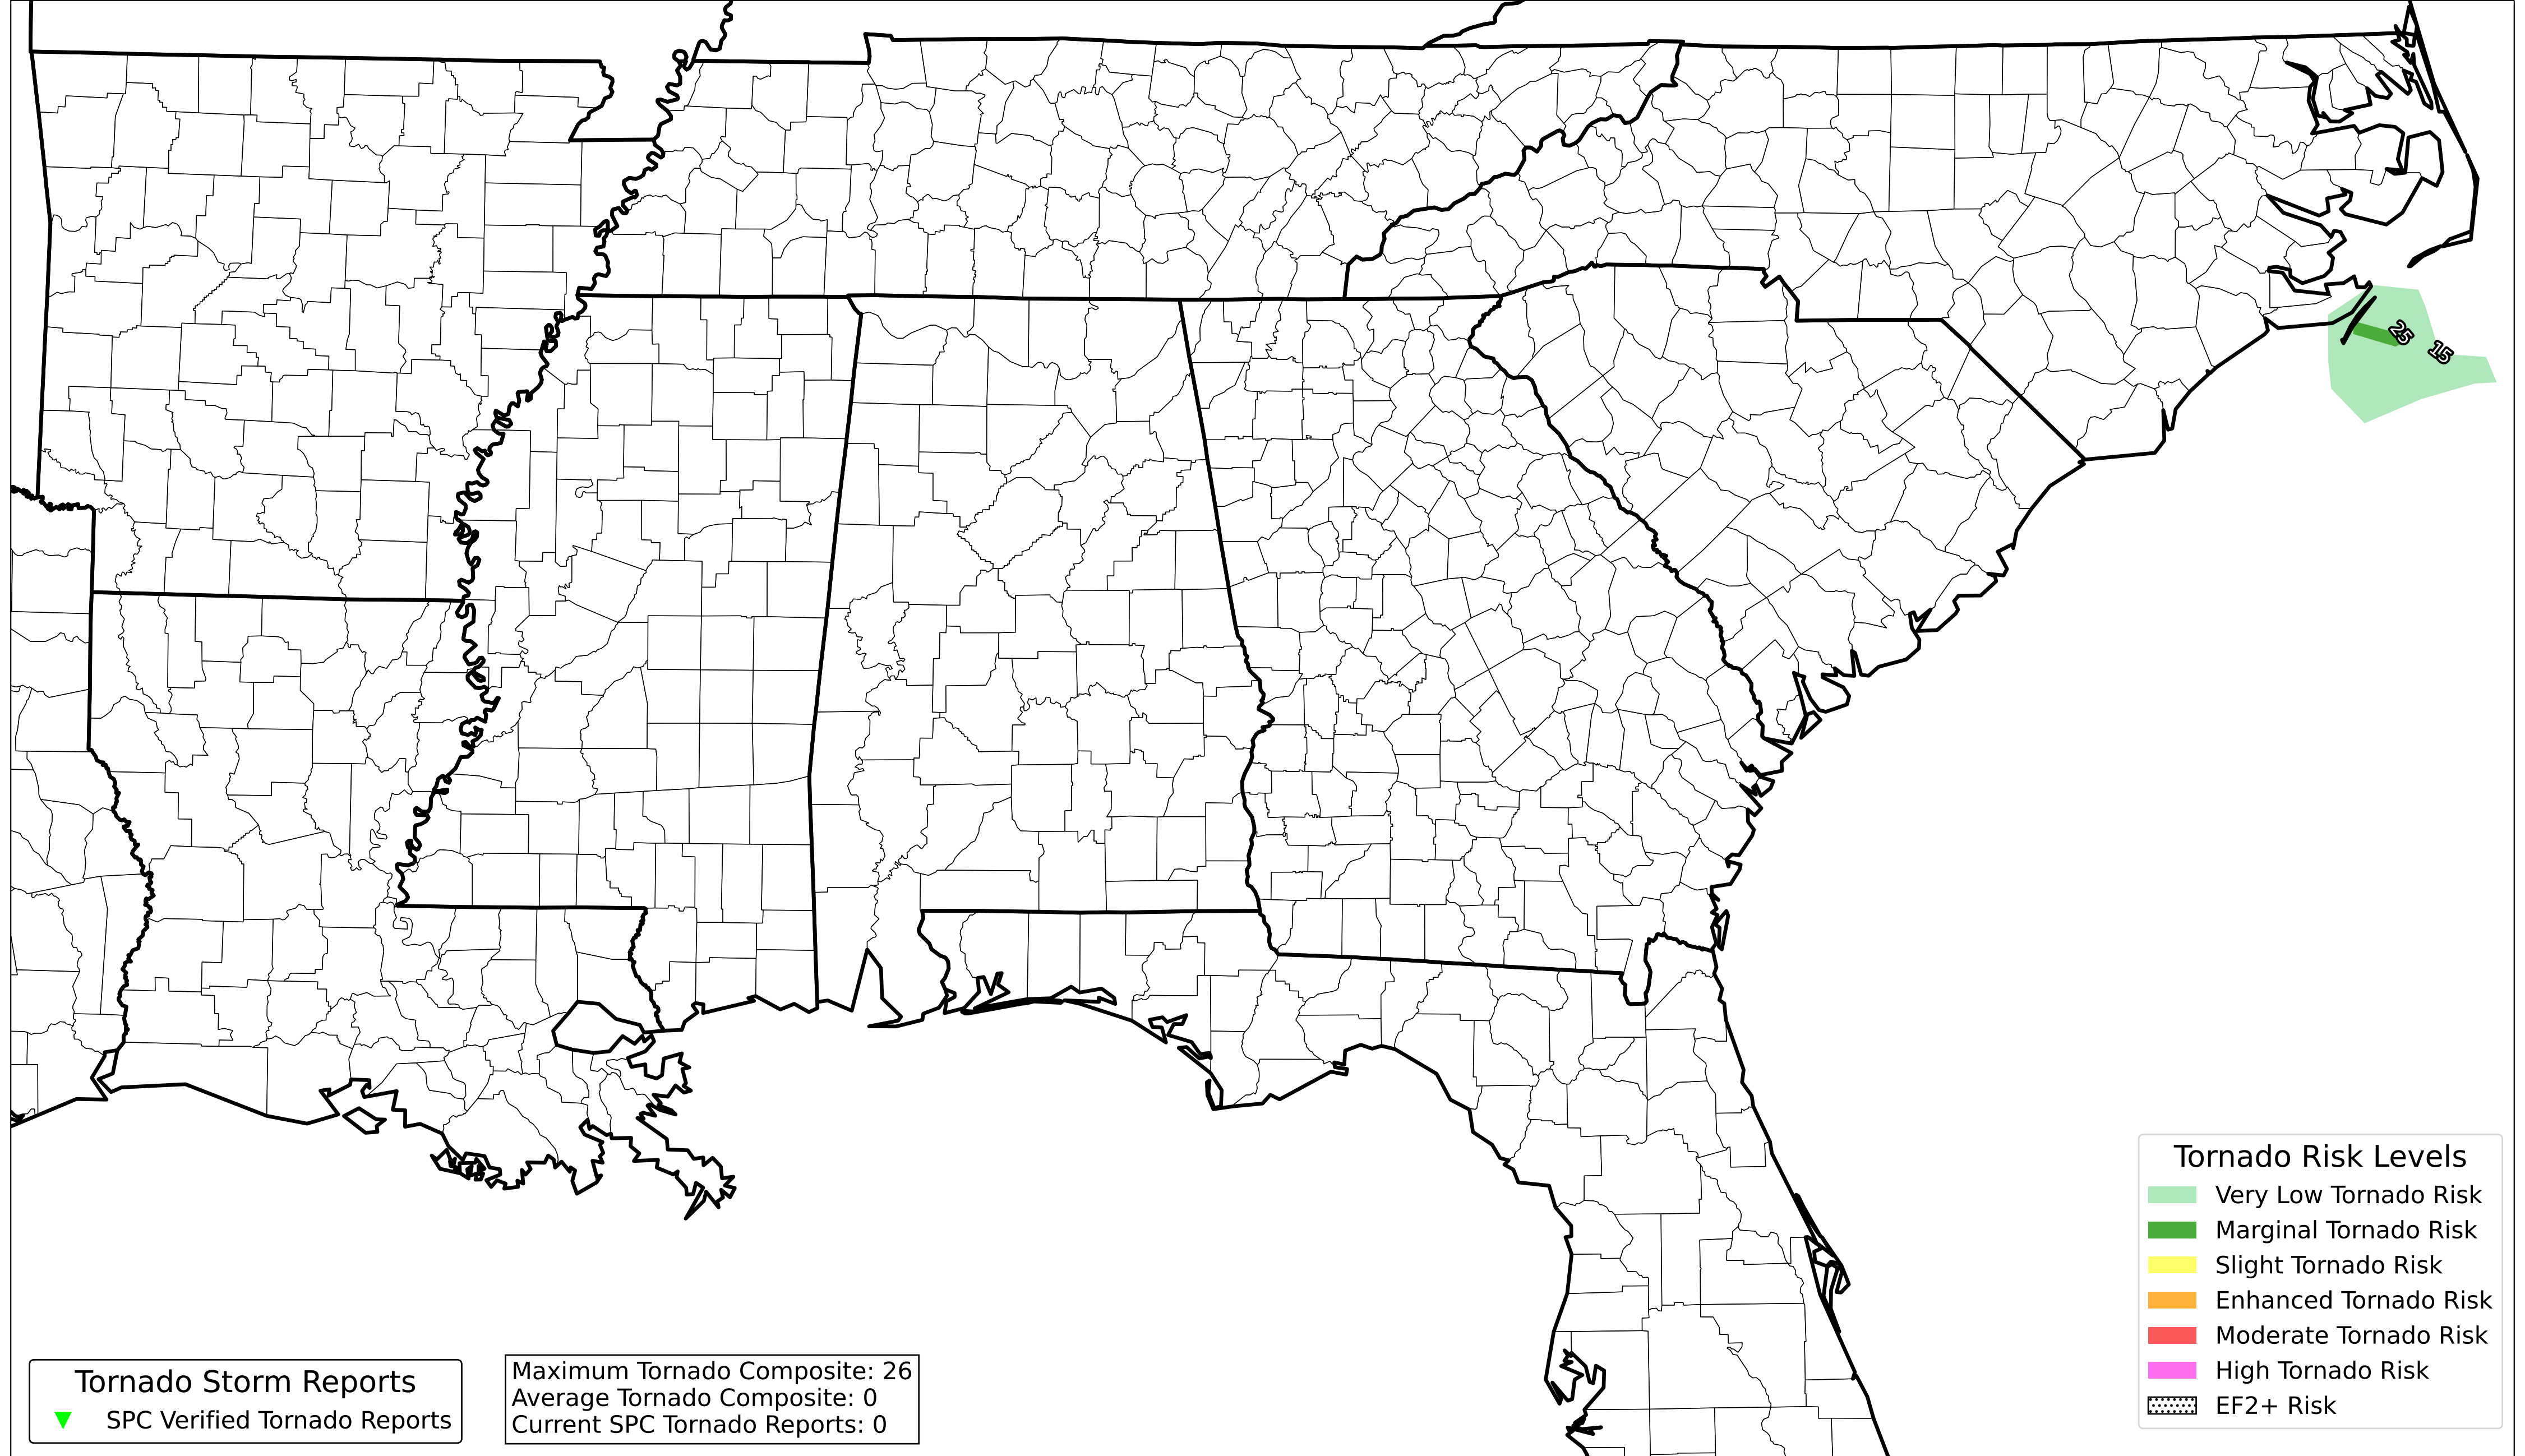 25
15
Tornado Risk Levels
Very Low Tornado Risk
Marginal Tornado Risk
Slight Tornado Risk
Enhanced Tornado Risk
Moderate Tornado Risk
High Tornado Risk
EF2+ Risk
Tornado Storm Reports
SPC Verified Tornado Reports
Maximum Tornado Composite: 26
Average Tornado Composite: 0
Current SPC Tornado Reports: 0